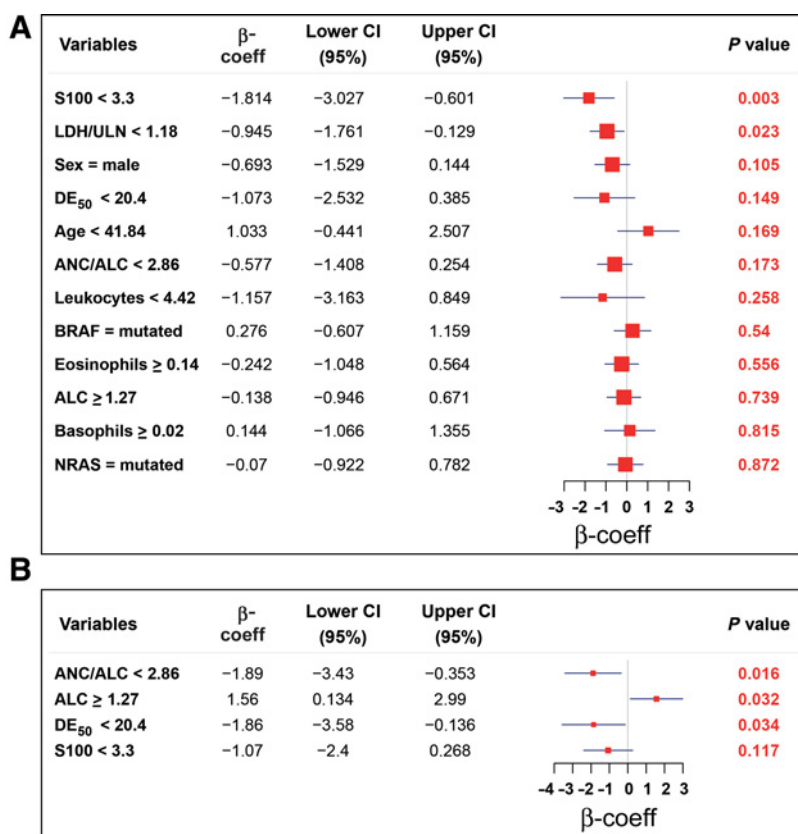 A
Variables β-coeff Lower CI (95%) Upper CI (95%) P value
S100 < 3.3 −1.814 −3.027 −0.601 0.003
LDH/ULN < 1.18 −0.945 −1.761 −0.129 0.023
Sex = male −0.693 −1.529 0.144 0.105
DE50 < 20.4 −1.073 −2.532 0.385 0.149
Age < 41.84 1.033 −0.441 2.507 0.169
ANC/ALC < 2.86 −0.577 −1.408 0.254 0.173
Leukocytes < 4.42 −1.157 −3.163 0.849 0.258
BRAF = mutated 0.276 −0.607 1.159 0.54
Eosinophils ≥ 0.14 −0.242 −1.048 0.564 0.556
ALC ≥ 1.27 −0.138 −0.946 0.671 0.739
Basophils ≥ 0.02 0.144 −1.066 1.355 0.815
NRAS = mutated −0.07 −0.922 0.782 0.872
−3 −2 −1 0 1 2 3
β-coeff
B
Variables β-coeff Lower CI (95%) Upper CI (95%) P value
ANC/ALC < 2.86 −1.89 −3.43 −0.353 0.016
ALC ≥ 1.27 1.56 0.134 2.99 0.032
DE50 < 20.4 −1.86 −3.58 −0.136 0.034
S100 < 3.3 −1.07 −2.4 0.268 0.117
−4 −3 −2 −1 0 1 2 3
β-coeff